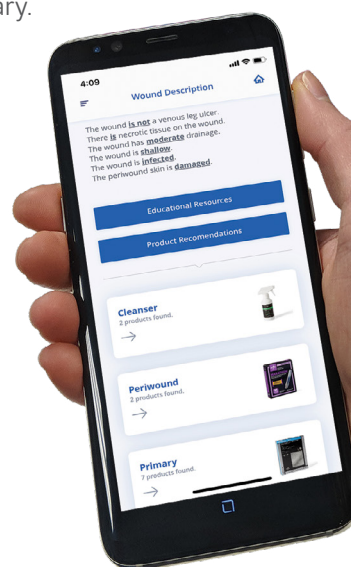 ary.
4:09
Wound Description
The wound is not a venous leg ulcer.
There is necrotic tissue on the wound.
The wound has moderate drainage.
The wound is shallow.
The wound is infected.
The periwound skin is damaged.
Educational Resources
Product Recomendations
Cleanser
2 products found.
Periwound
2 products found.
Primary
7 products found.